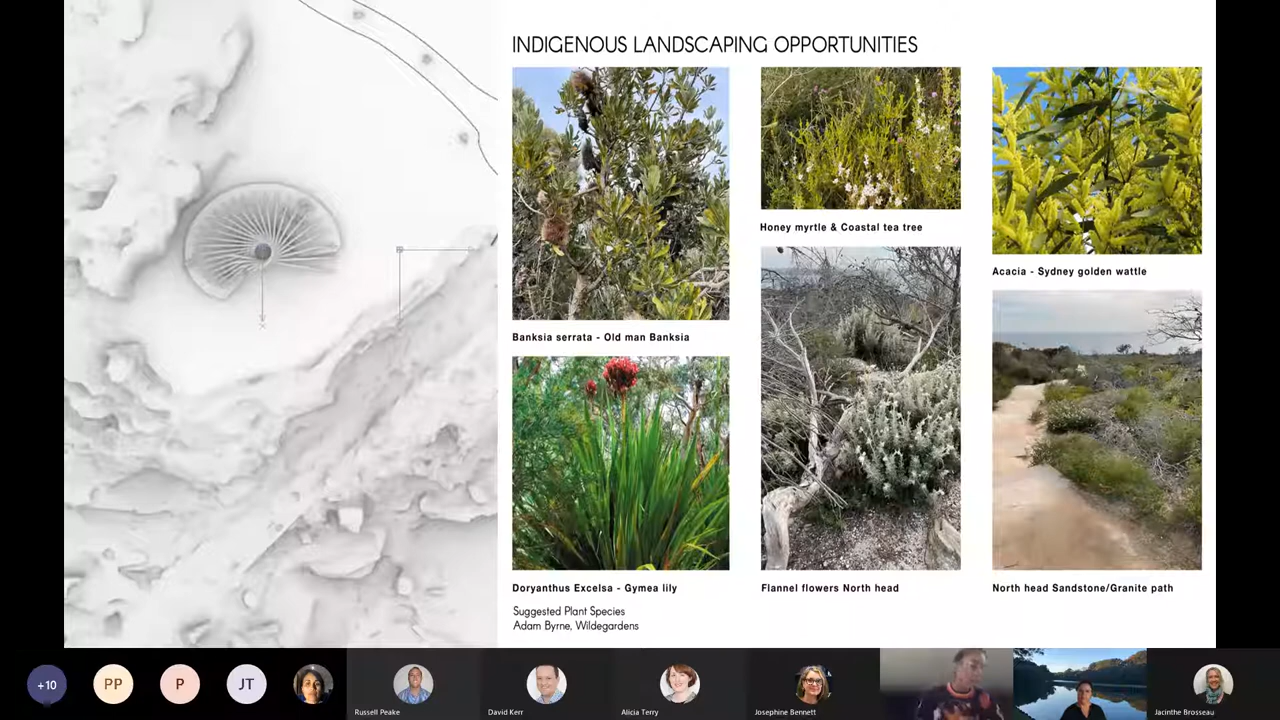 INDIGENOUS LANDSCAPING OPPORTUNITIES
Honey myrtle & Coastal tea tree
Acacia - Sydney golden wattle
Banksia serrata - Old man Banksia
Doryanthus Excelsa - Gymea lily
Flannel flowers North head
North head Sandstone/Granite path
Suggested Plant Species
Adam Byrne, Wildegardens
+10
PP
P
JT
Russell Peake
David Kerr
Alicia Terry
Josephine Bennett
Jacinthe Brosseau